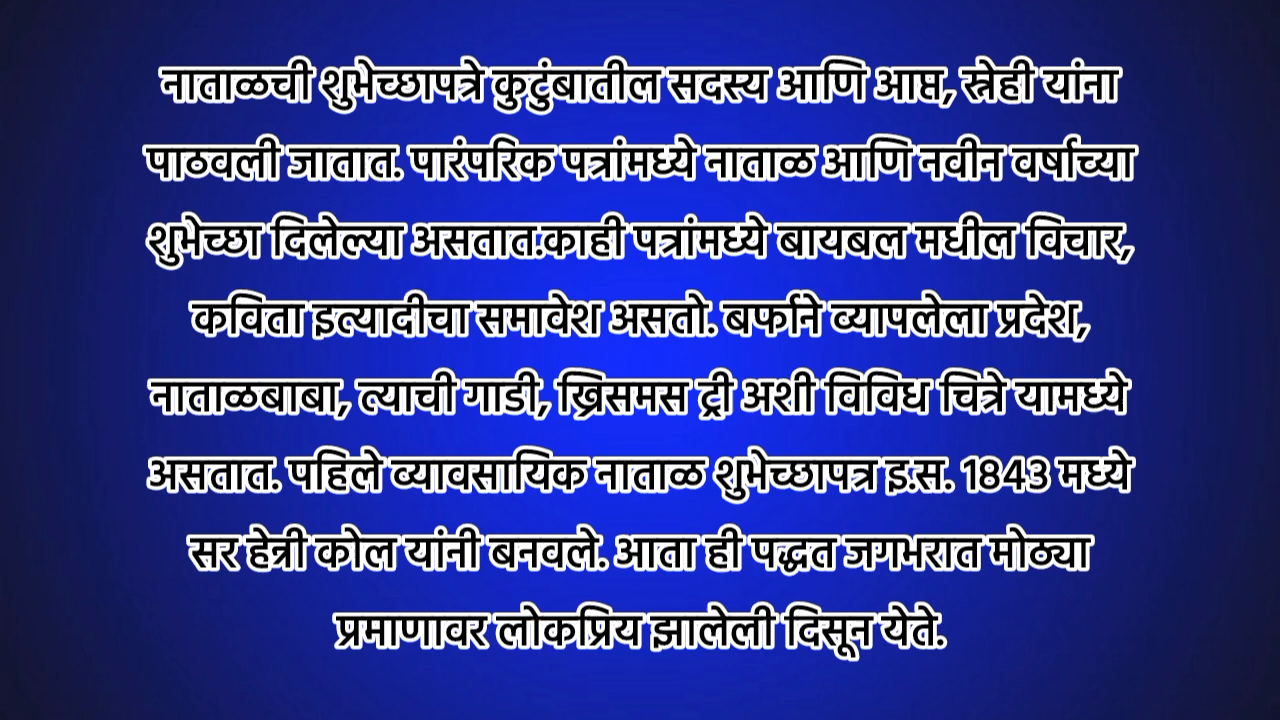 नाताळची शुभेच्छापत्रे कुटुंबातील सदस्य आणि आप्त, स्नेही यांना
पाठवली जातात. पारंपरिक पत्रांमध्ये नाताळ आणि नवीन वर्षाच्या
शुभेच्छा दिलेल्या असतात.काही पत्रांमध्ये बायबल मधील विचार,
कविता इत्यादीचा समावेश असतो. बर्फाने व्यापलेला प्रदेश,
नाताळबाबा, त्याची गाडी, ख्रिसमस ट्री अशी विविध चित्रे यामध्ये
असतात. पहिले व्यावसायिक नाताळ शुभेच्छापत्र इ.स. 1843 मध्ये
सर हेन्री कोल यांनी बनवले. आता ही पद्धत जगभरात मोठ्या
प्रमाणावर लोकप्रिय झालेली दिसून येते.